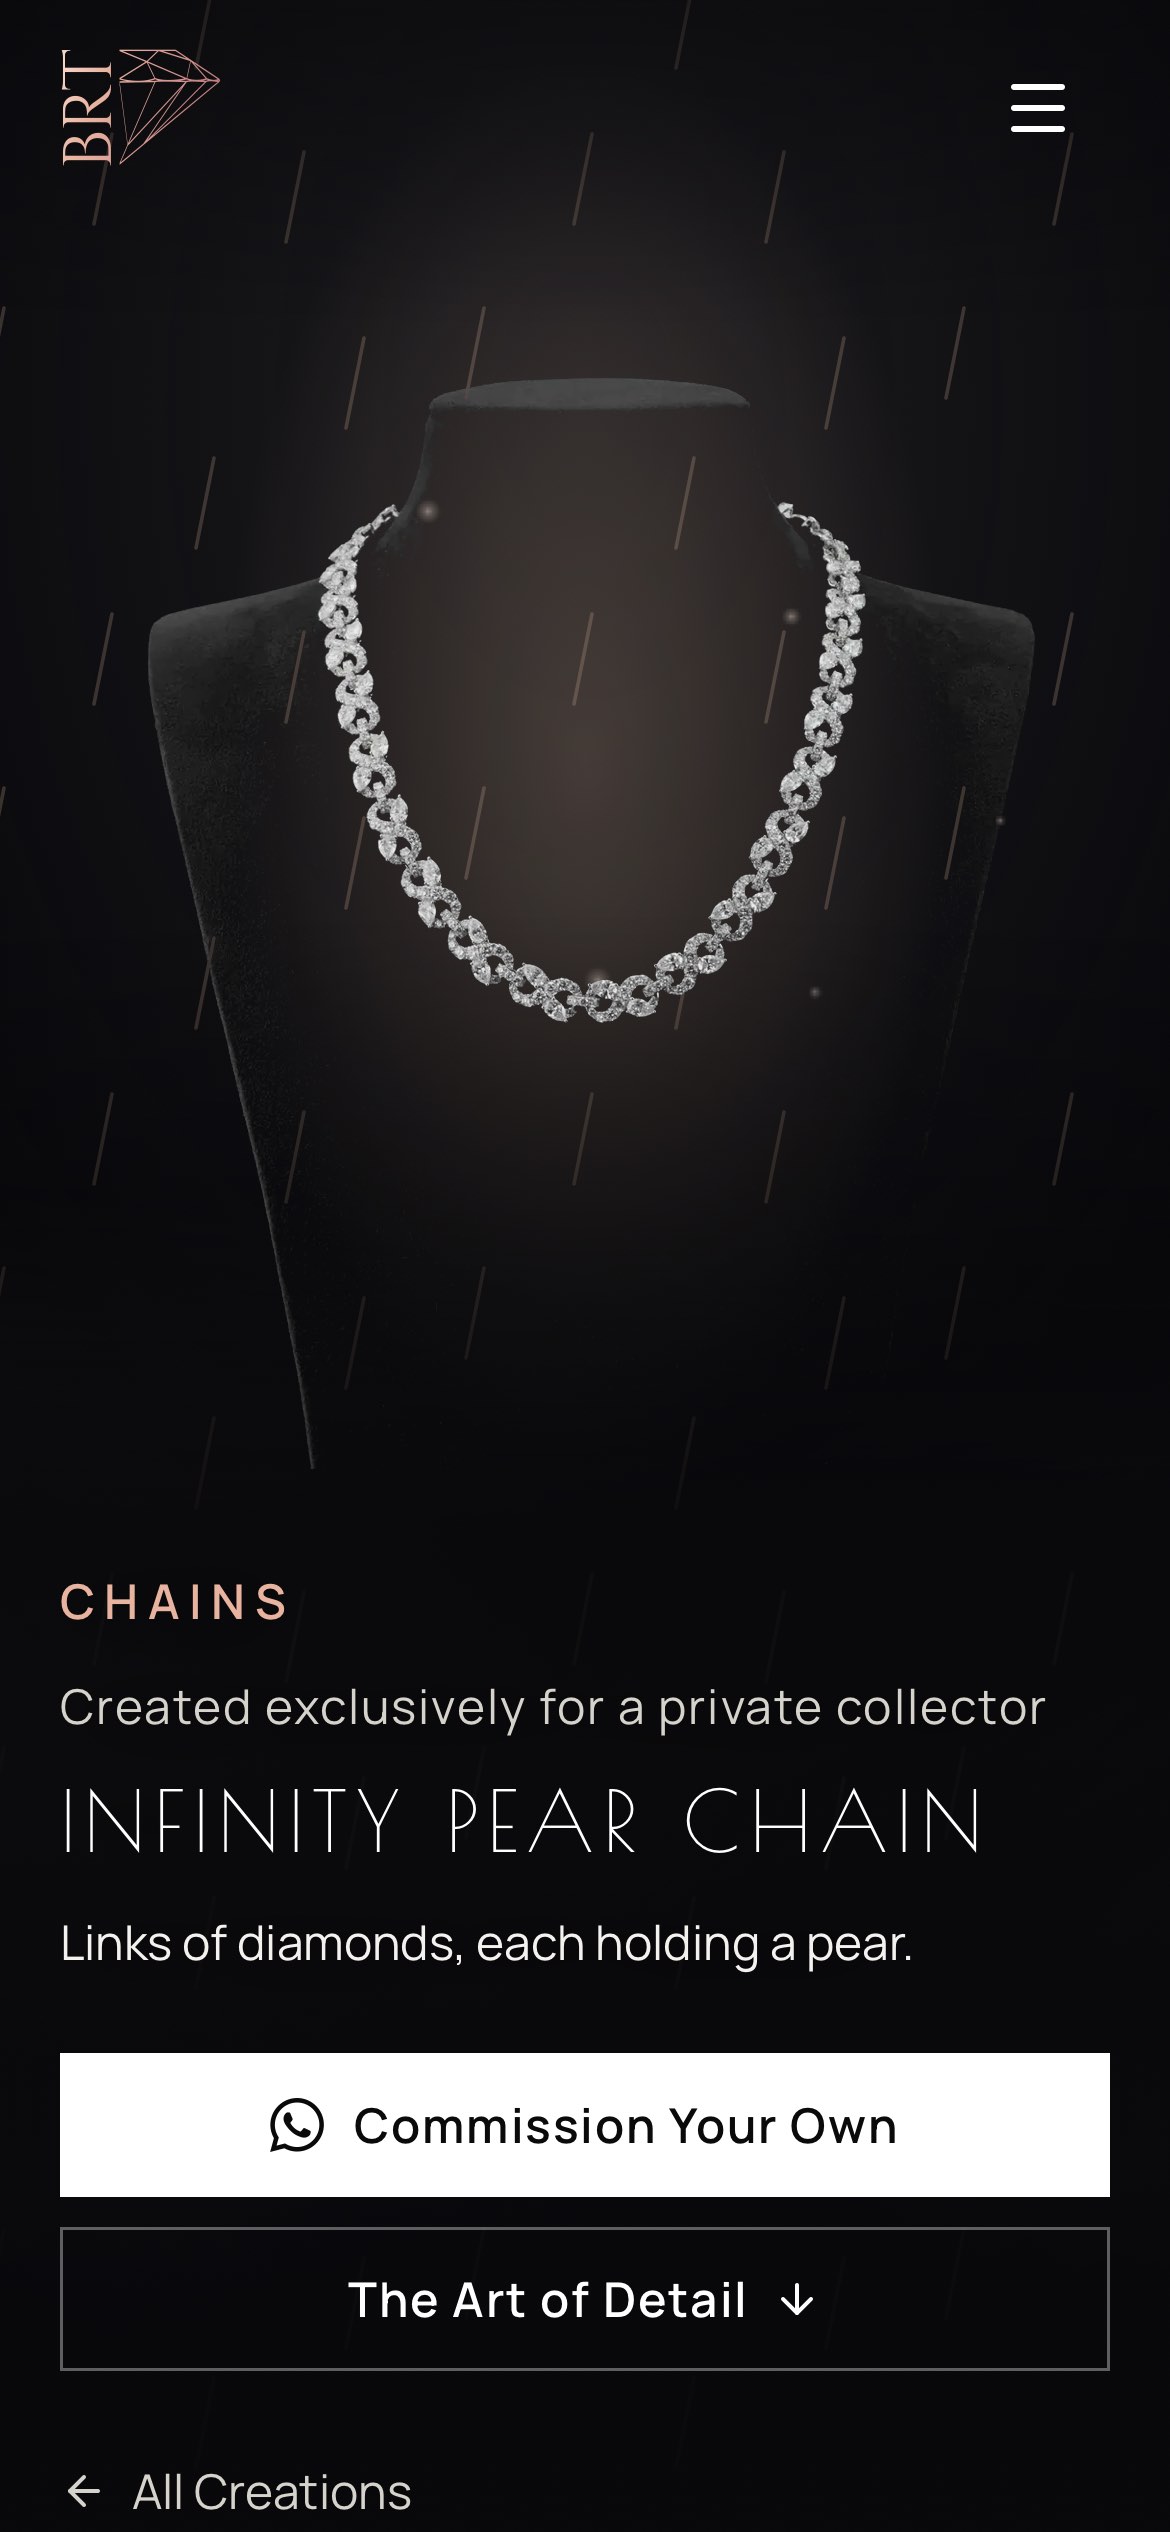 BRT
CHAINS
Created exclusively for a private collector
INFINITY PEAR CHAIN
Links of diamonds, each holding a pear.
Commission Your Own
The Art of Detail ↓
← All Creations